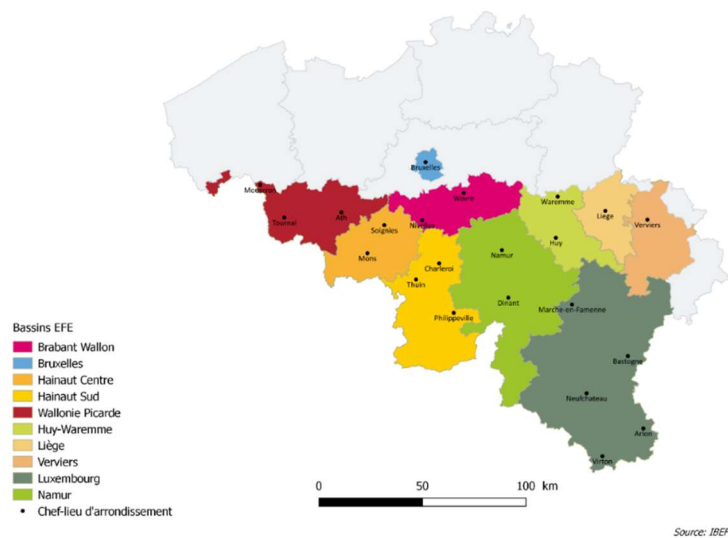 Bruxelles
Mouscron
Tournai
Ath
Wavre
Nivelles
Soignies
Mons
Waremme
Liège
Verviers
Huy
Namur
Charleroi
Thuin
Dinant
Philippeville
Marche-en-Famenne
Bastogne
Neufchateau
Arlon
Virton
Bassins EFE
Brabant Wallon
Bruxelles
Hainaut Centre
Hainaut Sud
Wallonie Picarde
Huy-Waremme
Liège
Verviers
Luxembourg
Namur
Chef-lieu d'arrondissement
0 50 100 km
Source: IBEF